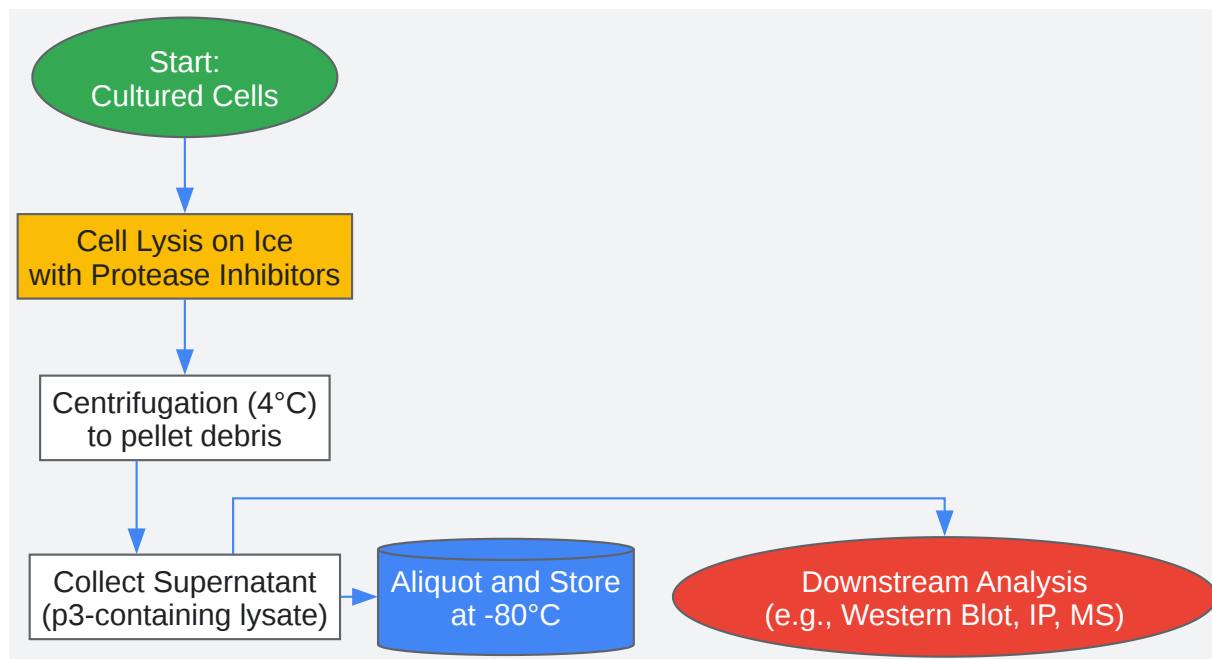 Start:
Cultured Cells
Cell Lysis on Ice
with Protease Inhibitors
Centrifugation (4°C)
to pellet debris
Collect Supernatant
(p3-containing lysate)
Aliquot and Store
at -80°C
Downstream Analysis
(e.g., Western Blot, IP, MS)